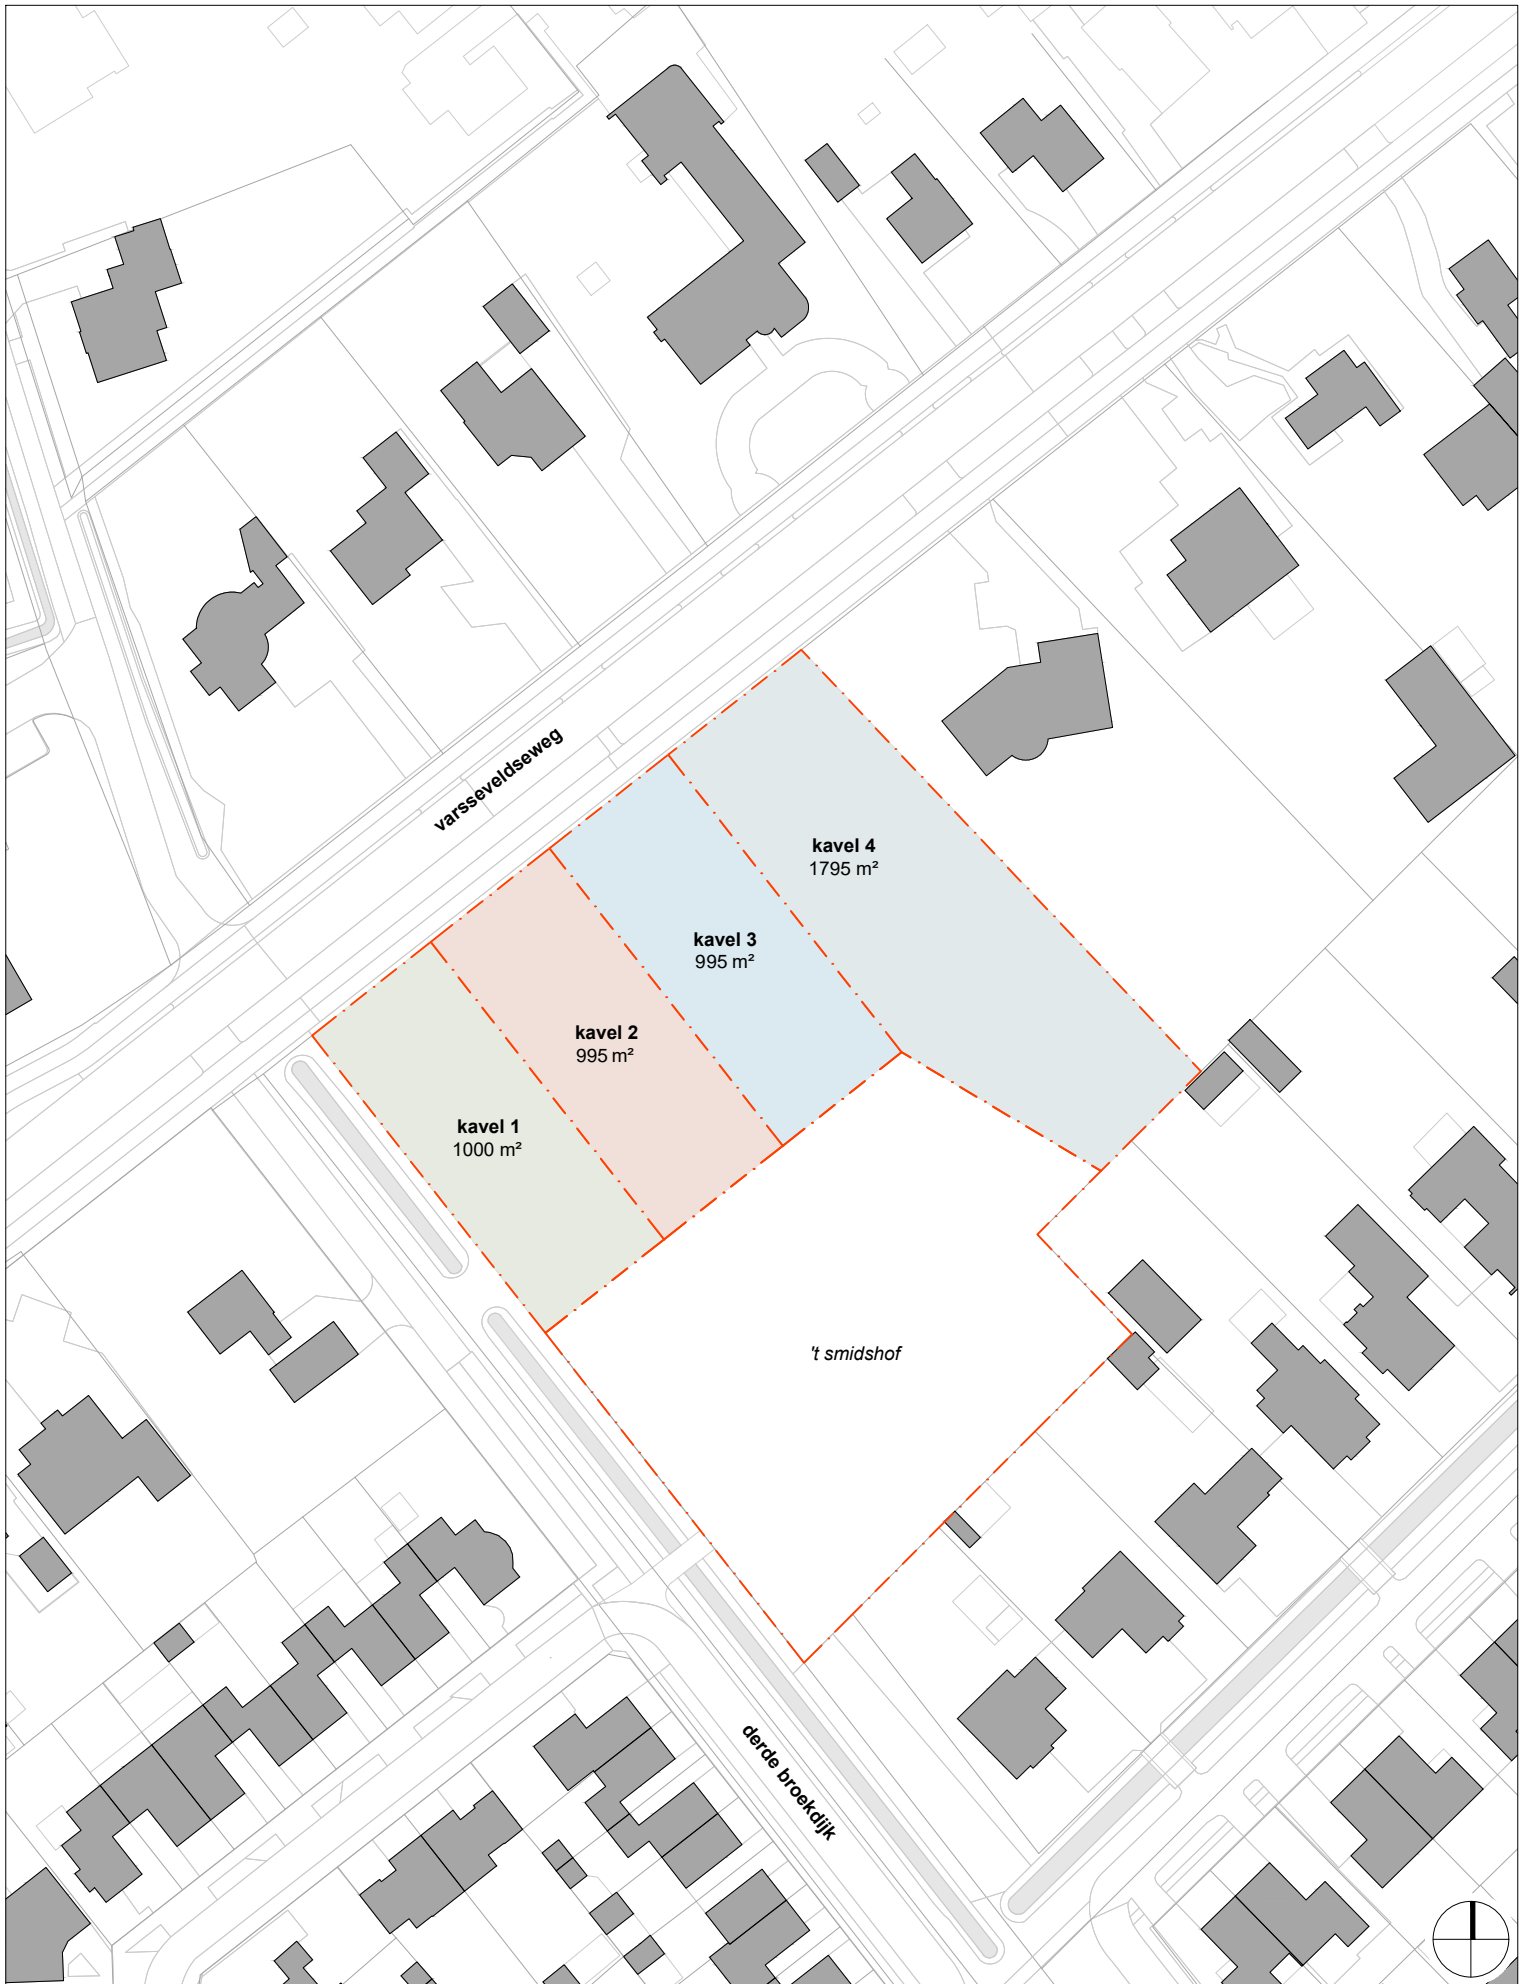 varsseveldseweg
kavel 4
1795 m²
kavel 3
995 m²
kavel 2
995 m²
kavel 1
1000 m²
't smidshof
derde broekdijk